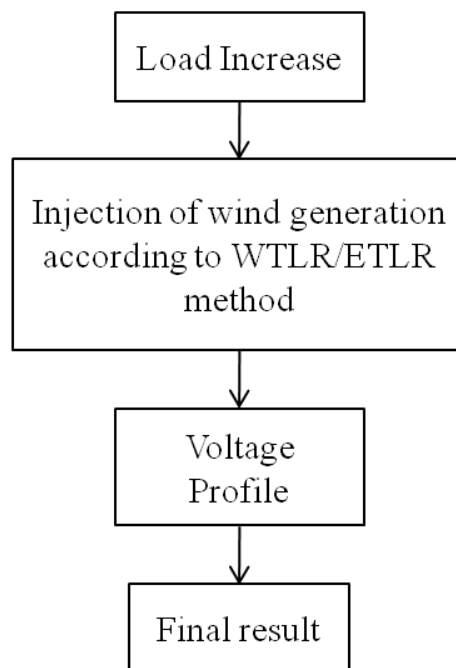 Load Increase
Injection of wind generation
according to WTLR/ETLR
method
Voltage
Profile
Final result